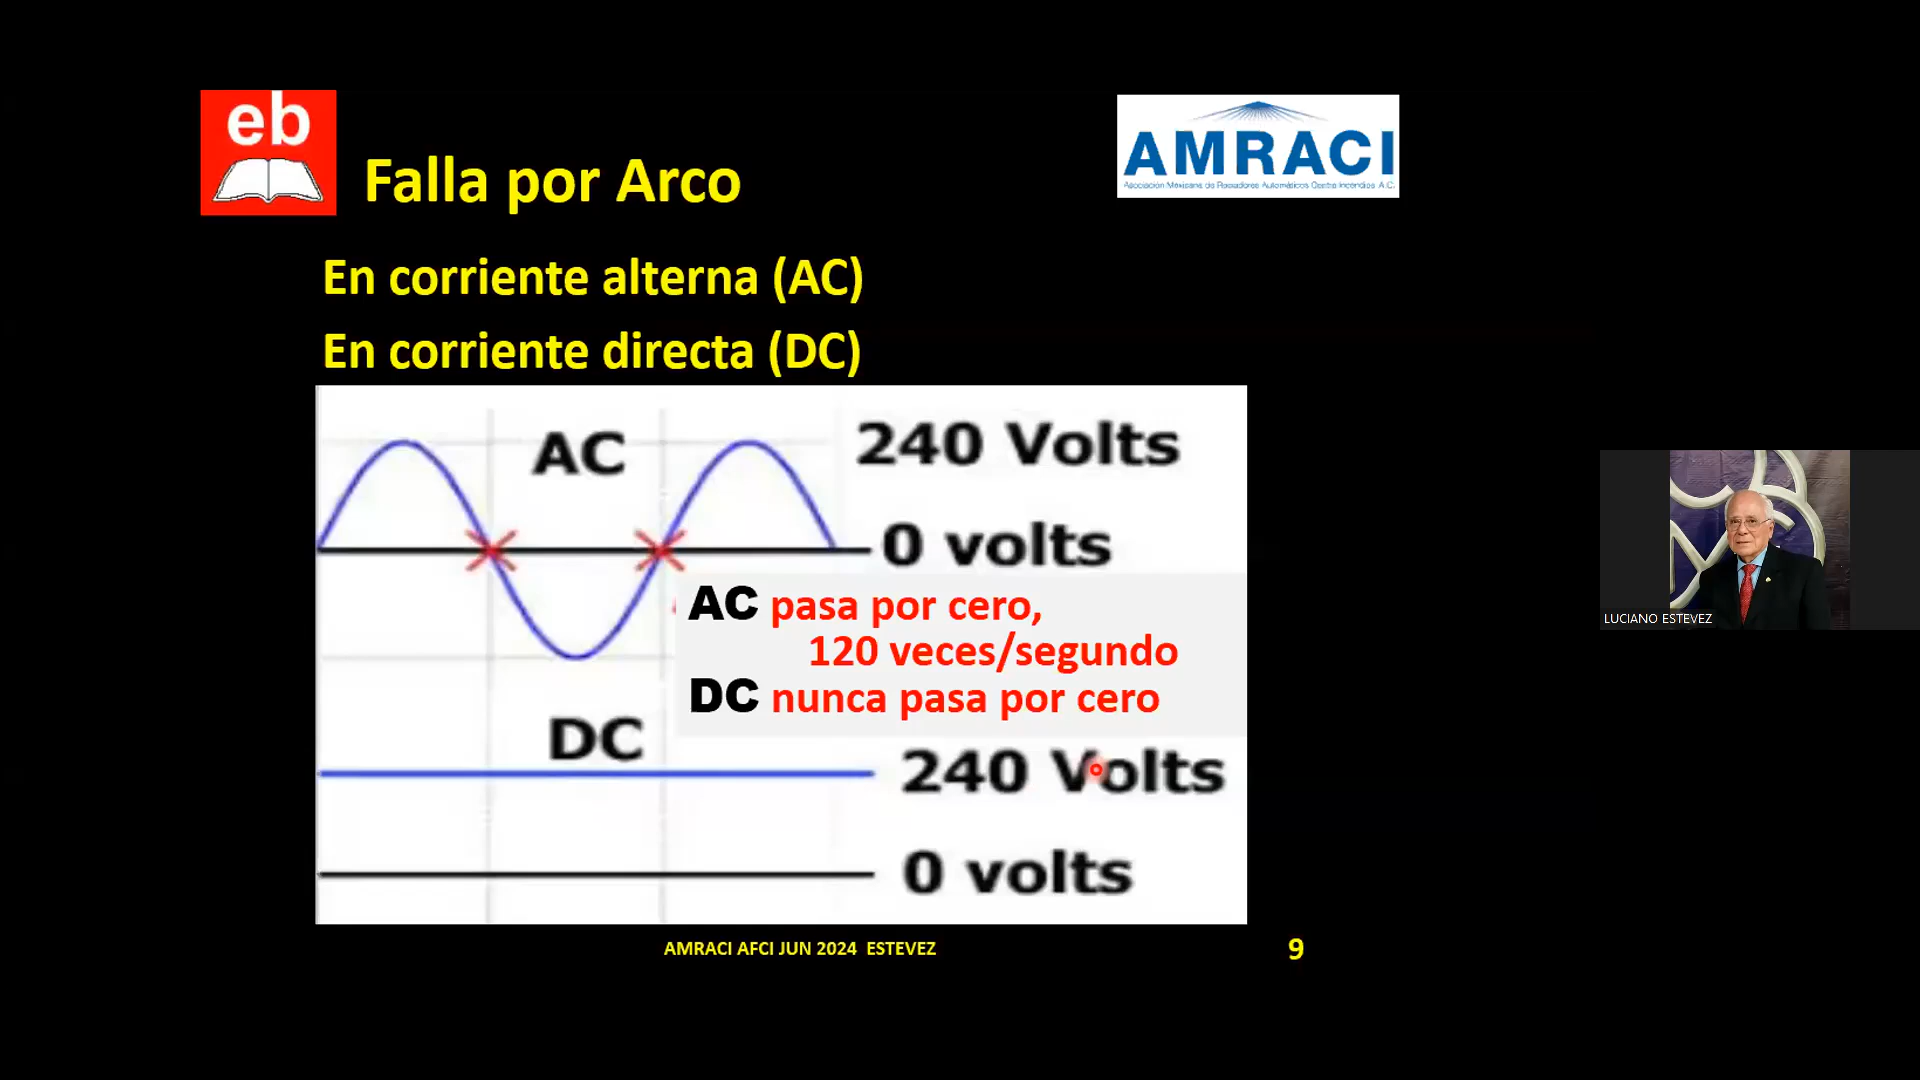 eb
Falla por Arco
AMRACI
Asociación Mexicana de Rociadores Automáticos Contra Incendios A.C.
En corriente alterna (AC)
En corriente directa (DC)
AC
240 Volts
0 volts
AC pasa por cero,
120 veces/segundo
DC nunca pasa por cero
DC
240 Volts
0 volts
LUCIANO ESTEVEZ
AMRACI AFCI JUN 2024 ESTEVEZ
9